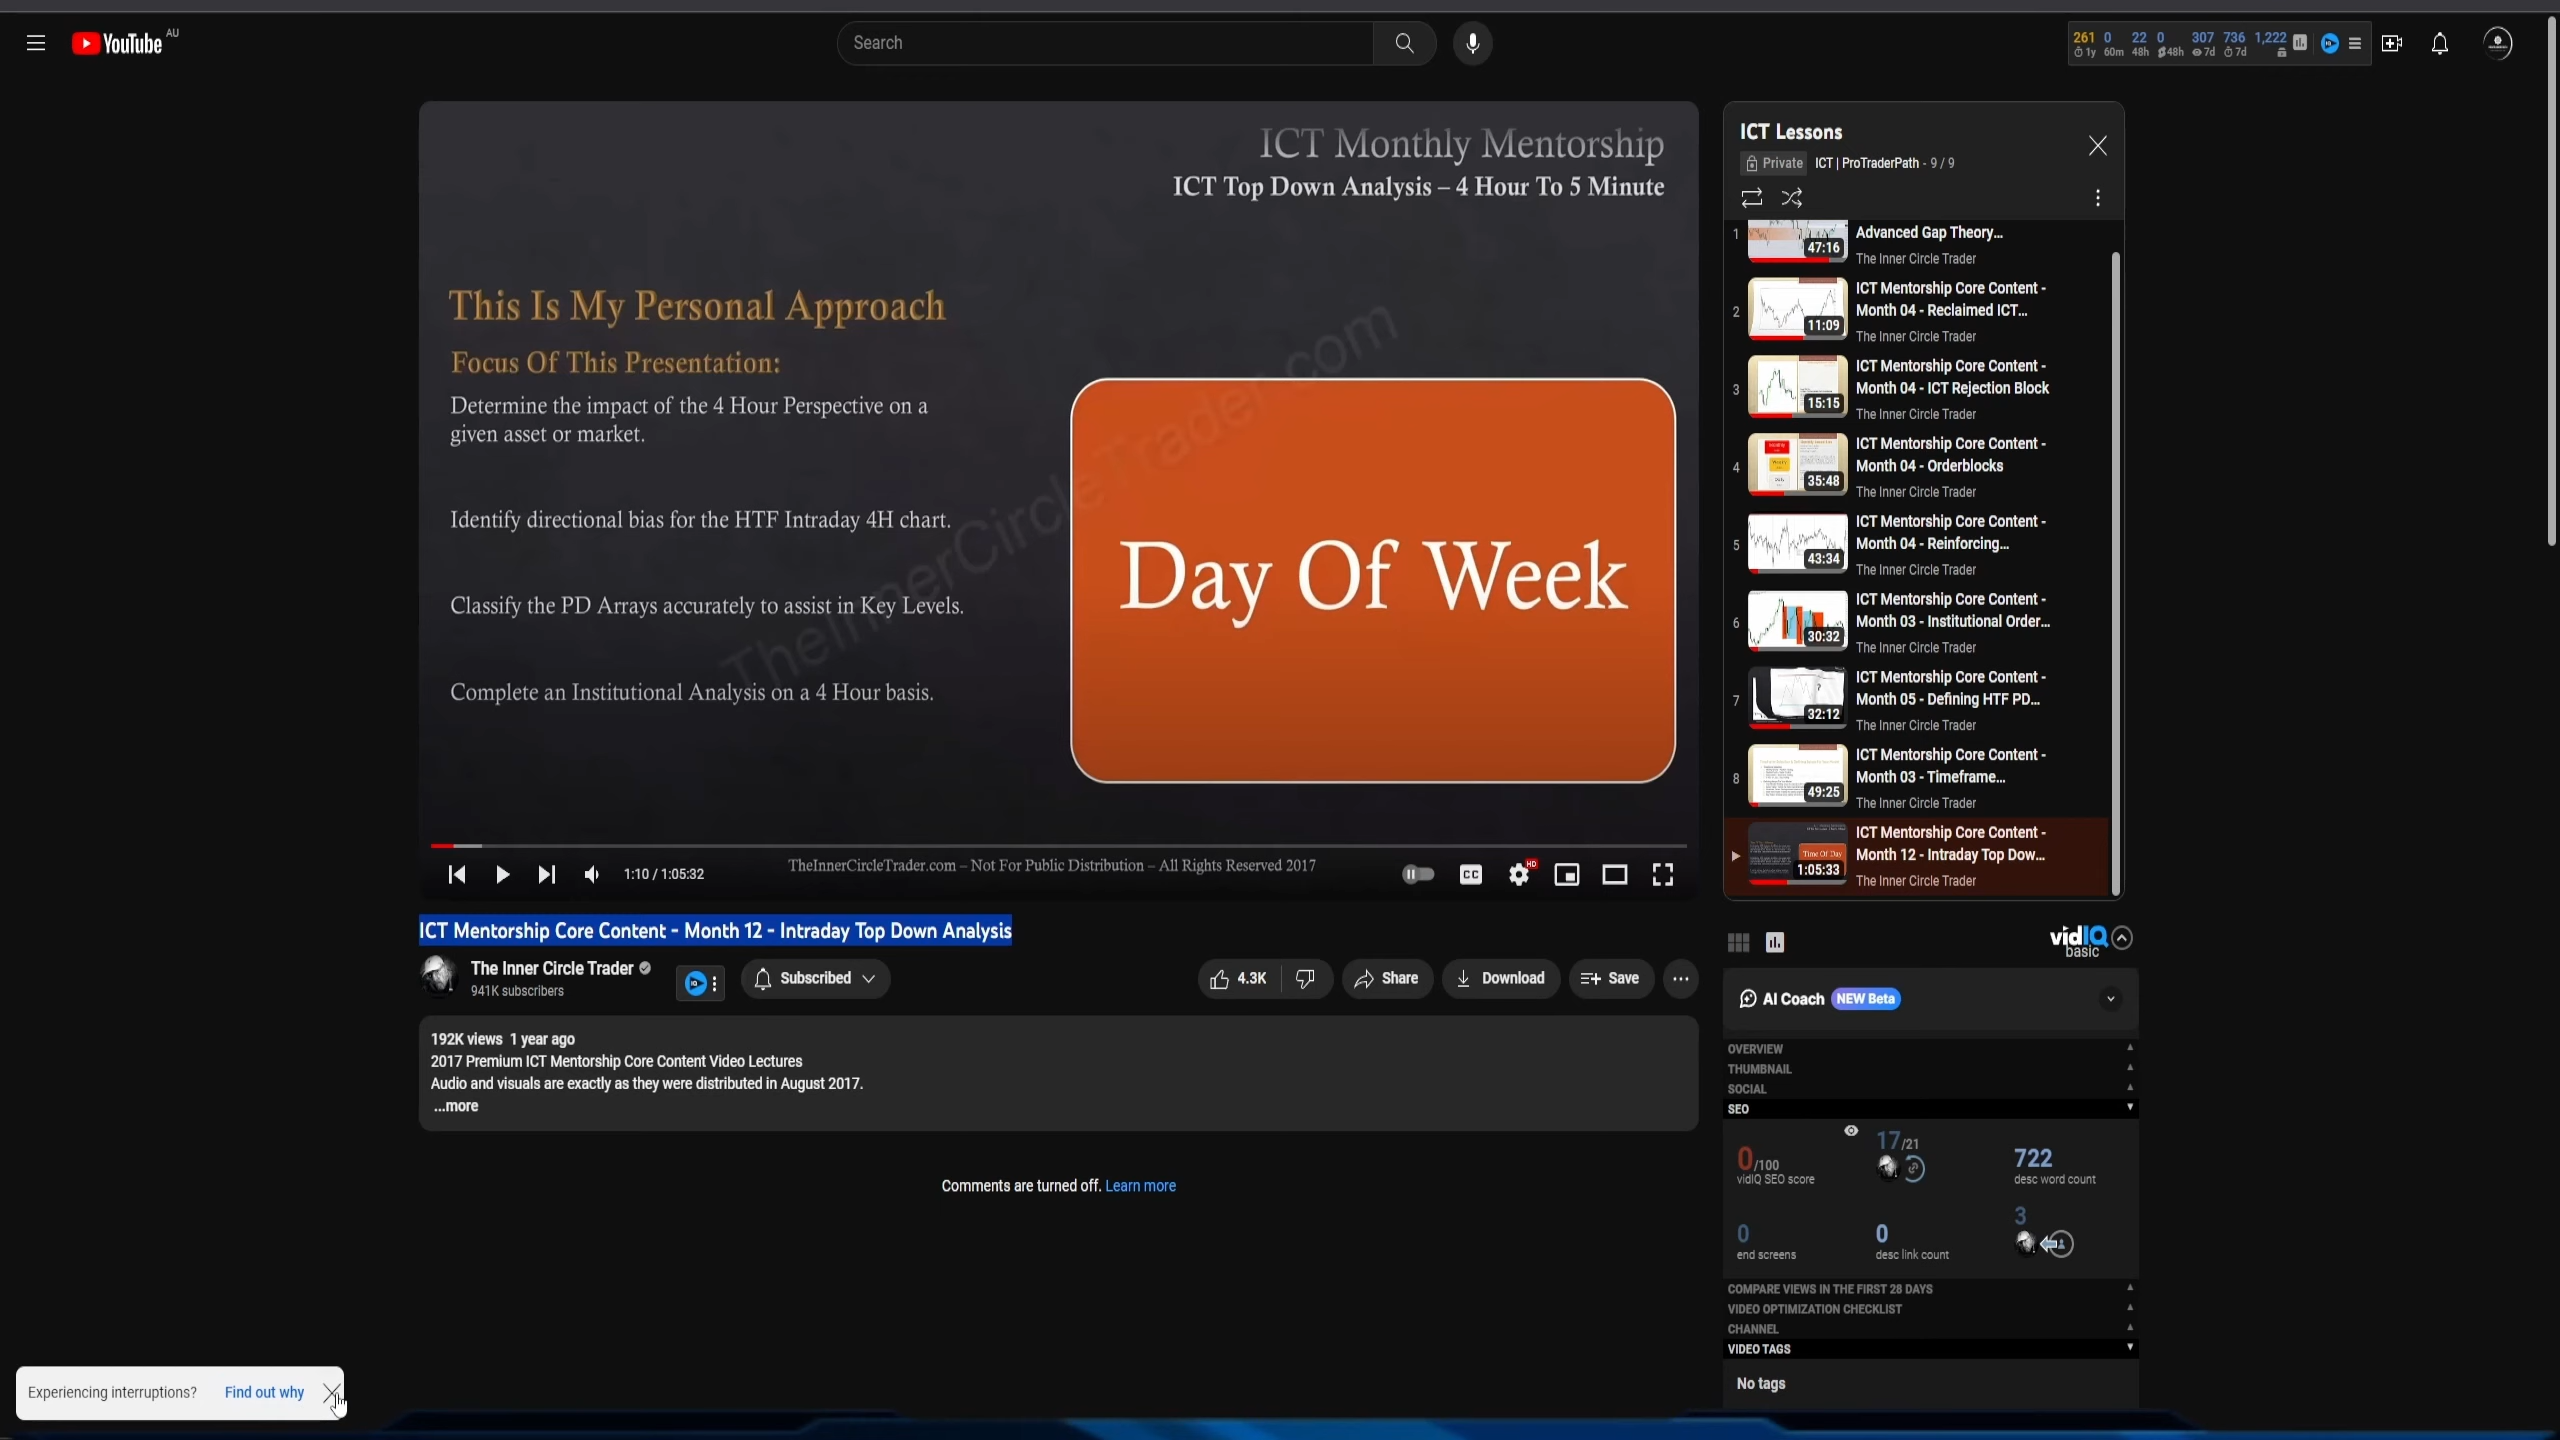 YouTube AU
Search
261 0 22 0 307 736 1,222
1y 60m 48h 48h 7d 7d
ICT Monthly Mentorship
ICT Top Down Analysis – 4 Hour To 5 Minute
This Is My Personal Approach
Focus Of This Presentation:
Determine the impact of the 4 Hour Perspective on a
given asset or market.
Identify directional bias for the HTF Intraday 4H chart.
Classify the PD Arrays accurately to assist in Key Levels.
Complete an Institutional Analysis on a 4 Hour basis.
Day Of Week
TheInnerCircleTrader.com
1:10 / 1:05:32
TheInnerCircleTrader.com – Not For Public Distribution – All Rights Reserved 2017
CC
HD
ICT Mentorship Core Content - Month 12 - Intraday Top Down Analysis
The Inner Circle Trader
941K subscribers
Subscribed
4.3K
Share
Download
Save
192K views 1 year ago
2017 Premium ICT Mentorship Core Content Video Lectures
Audio and visuals are exactly as they were distributed in August 2017.
...more
Comments are turned off. Learn more
Experiencing interruptions? Find out why
ICT Lessons
Private ICT | ProTraderPath - 9 / 9
1
47:16
Advanced Gap Theory...
The Inner Circle Trader
2
11:09
ICT Mentorship Core Content -
Month 04 - Reclaimed ICT...
The Inner Circle Trader
3
15:15
ICT Mentorship Core Content -
Month 04 - ICT Rejection Block
The Inner Circle Trader
4
35:48
ICT Mentorship Core Content -
Month 04 - Orderblocks
The Inner Circle Trader
5
43:34
ICT Mentorship Core Content -
Month 04 - Reinforcing...
The Inner Circle Trader
6
30:32
ICT Mentorship Core Content -
Month 03 - Institutional Order...
The Inner Circle Trader
7
32:12
ICT Mentorship Core Content -
Month 05 - Defining HTF PD...
The Inner Circle Trader
8
49:25
ICT Mentorship Core Content -
Month 03 - Timeframe...
The Inner Circle Trader
Time Of Day
1:05:33
ICT Mentorship Core Content -
Month 12 - Intraday Top Dow...
The Inner Circle Trader
vidIQ
basic
AI Coach NEW Beta
OVERVIEW
THUMBNAIL
SOCIAL
SEO
0/100
vidIQ SEO score
17/21
722
desc word count
0
end screens
0
desc link count
3
COMPARE VIEWS IN THE FIRST 28 DAYS
VIDEO OPTIMIZATION CHECKLIST
CHANNEL
VIDEO TAGS
No tags